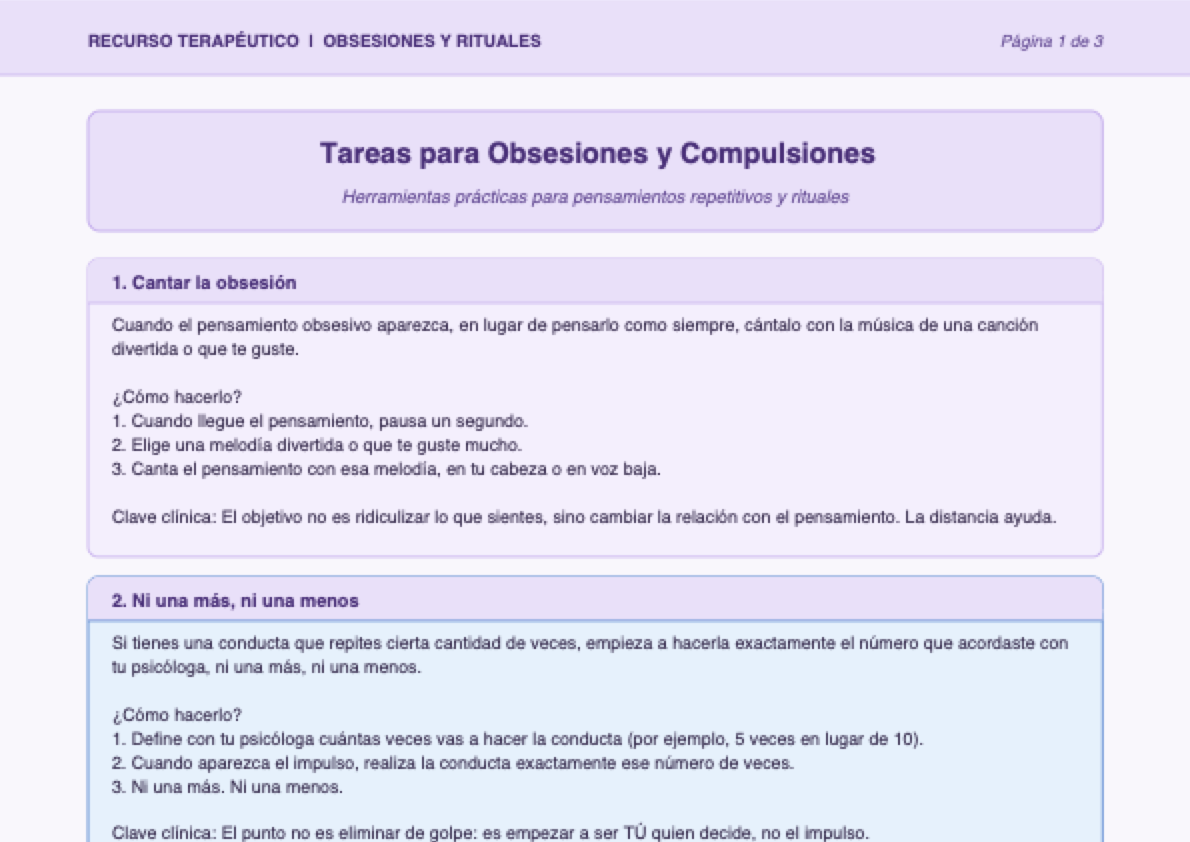 RECURSO TERAPÉUTICO | OBSESIONES Y RITUALES
Página 1 de 3
Tareas para Obsesiones y Compulsiones
Herramientas prácticas para pensamientos repetitivos y rituales
1. Cantar la obsesión
Cuando el pensamiento obsesivo aparezca, en lugar de pensarlo como siempre, cántalo con la música de una canción
divertida o que te guste.
¿Cómo hacerlo?
1. Cuando llegue el pensamiento, pausa un segundo.
2. Elige una melodía divertida o que te guste mucho.
3. Canta el pensamiento con esa melodía, en tu cabeza o en voz baja.
Clave clínica: El objetivo no es ridiculizar lo que sientes, sino cambiar la relación con el pensamiento. La distancia ayuda.
2. Ni una más, ni una menos
Si tienes una conducta que repites cierta cantidad de veces, empieza a hacerla exactamente el número que acordaste con
tu psicóloga, ni una más, ni una menos.
¿Cómo hacerlo?
1. Define con tu psicóloga cuántas veces vas a hacer la conducta (por ejemplo, 5 veces en lugar de 10).
2. Cuando aparezca el impulso, realiza la conducta exactamente ese número de veces.
3. Ni una más. Ni una menos.
Clave clínica: El punto no es eliminar de golpe: es empezar a ser TÚ quien decide, no el impulso.